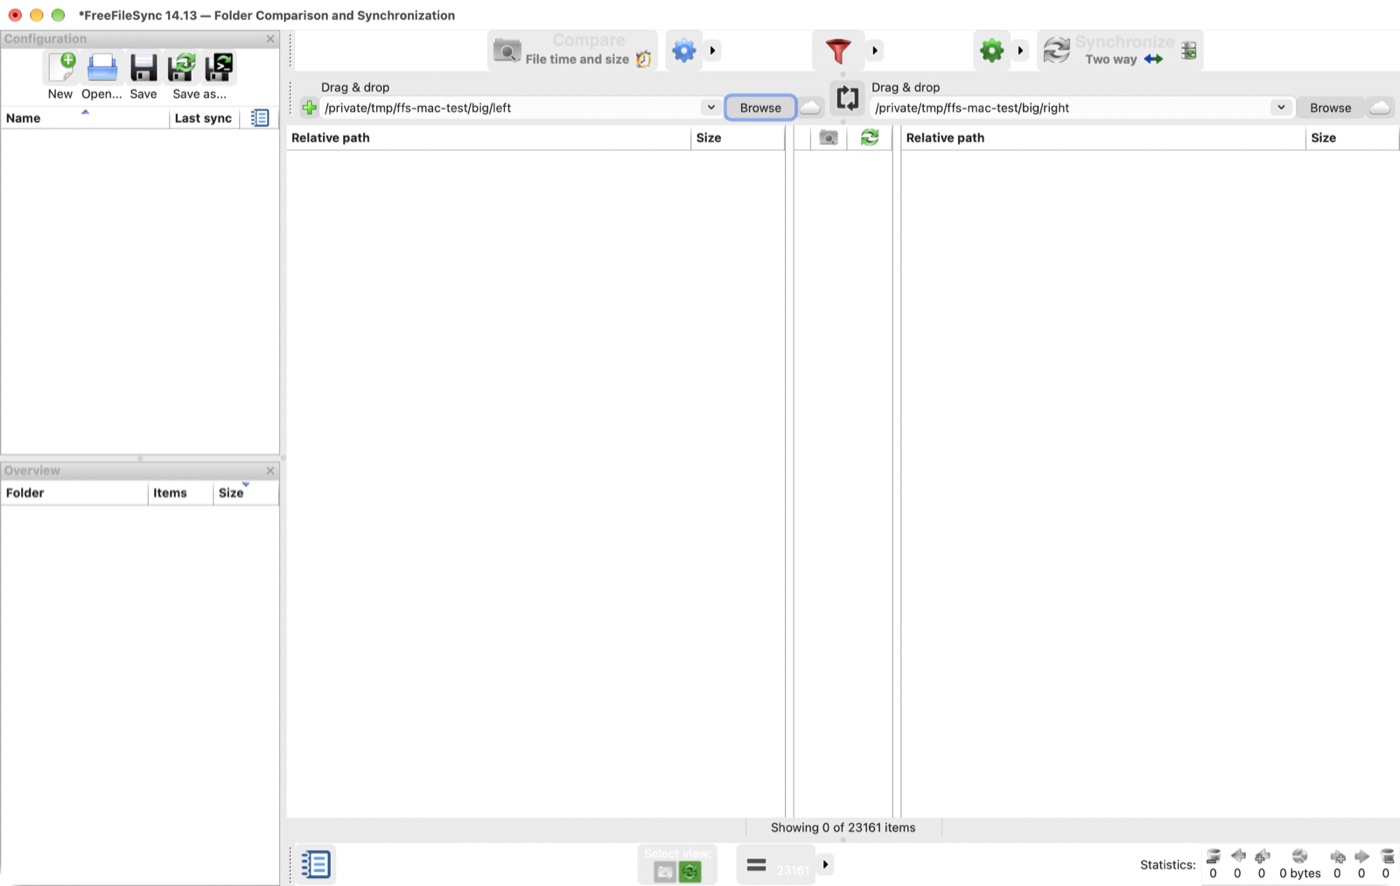 *FreeFileSync 14.13 — Folder Comparison and Synchronization
Configuration
New Open... Save Save as...
Name Last sync
Compare
File time and size
Synchronize
Two way
Drag & drop
/private/tmp/ffs-mac-test/big/left Browse
Drag & drop
/private/tmp/ffs-mac-test/big/right Browse
Relative path Size
Relative path Size
Overview
Folder Items Size
Showing 0 of 23161 items
Select view:
23161
Statistics: 0 0 0 0 bytes 0 0 0